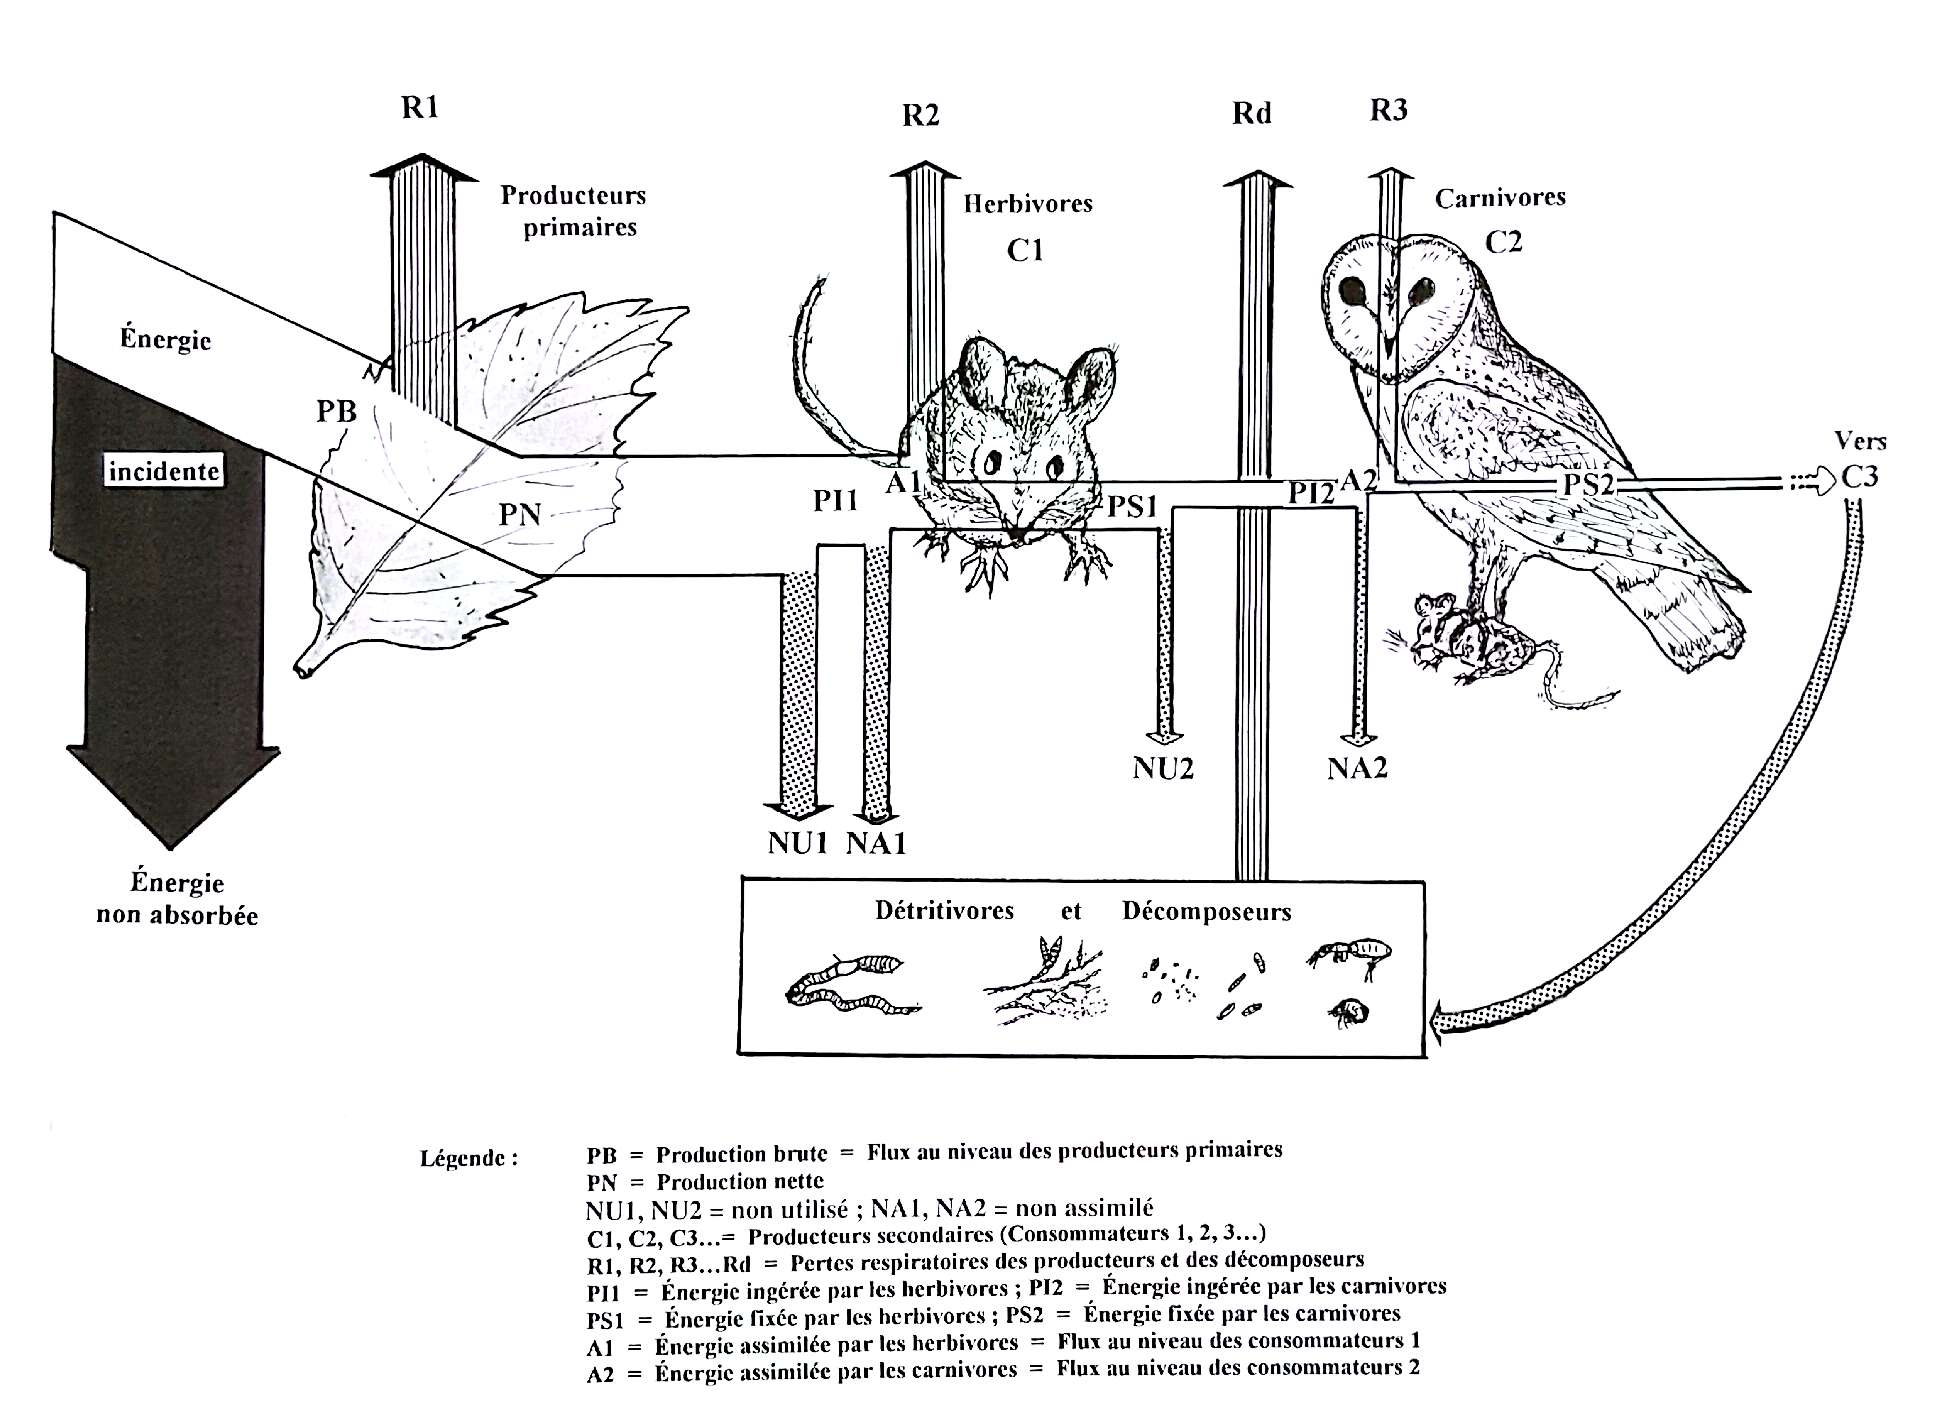 R1
R2
Rd
R3
Producteurs
primaires
Herbivores
C1
Carnivores
C2
Énergie
incidente
PB
PN
PI1
A1
PS1
PI2
A2
PS2
Vers
C3
NU1
NA1
NU2
NA2
Énergie
non absorbée
Détritivores et Décomposeurs
Légende :
PB = Production brute = Flux au niveau des producteurs primaires
PN = Production nette
NU1, NU2 = non utilisé ; NA1, NA2 = non assimilé
C1, C2, C3...= Producteurs secondaires (Consommateurs 1, 2, 3...)
R1, R2, R3...Rd = Pertes respiratoires des producteurs et des décomposeurs
PI1 = Énergie ingérée par les herbivores ; PI2 = Énergie ingérée par les carnivores
PS1 = Énergie fixée par les herbivores ; PS2 = Énergie fixée par les carnivores
A1 = Énergie assimilée par les herbivores = Flux au niveau des consommateurs 1
A2 = Énergie assimilée par les carnivores = Flux au niveau des consommateurs 2